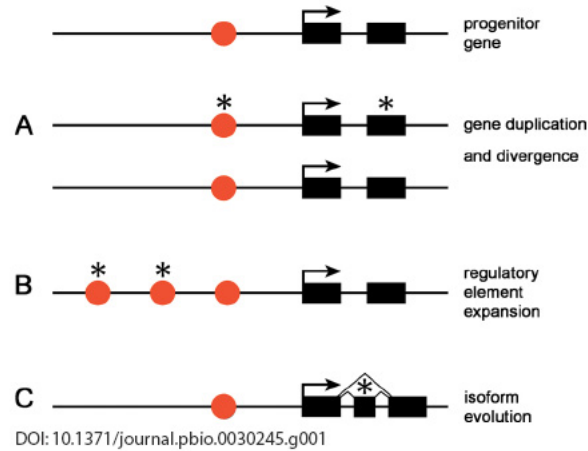 progenitor
gene
*
*
A
gene duplication
and divergence
*
*
B
regulatory
element
expansion
*
C
isoform
evolution
DOI: 10.1371/journal.pbio.0030245.g001